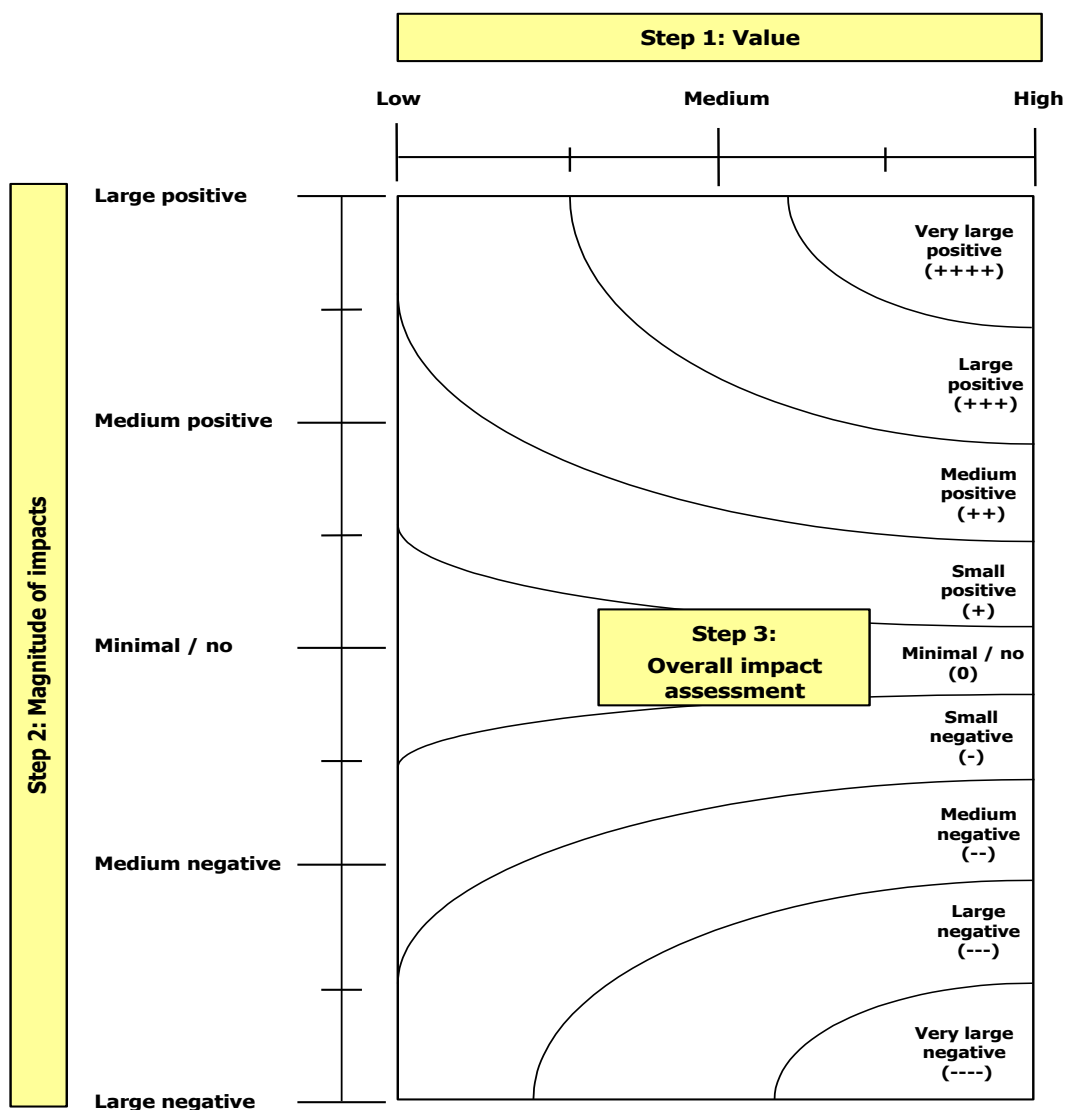 Step 1: Value
Low
Medium
High
Step 2: Magnitude of impacts
Large positive
Medium positive
Minimal / no
Medium negative
Large negative
Very large
positive
(++++)
Large
positive
(+++)
Medium
positive
(++)
Small
positive
(+)
Step 3:
Overall impact
assessment
Minimal / no
(0)
Small
negative
(-)
Medium
negative
(--)
Large
negative
(---)
Very large
negative
(----)